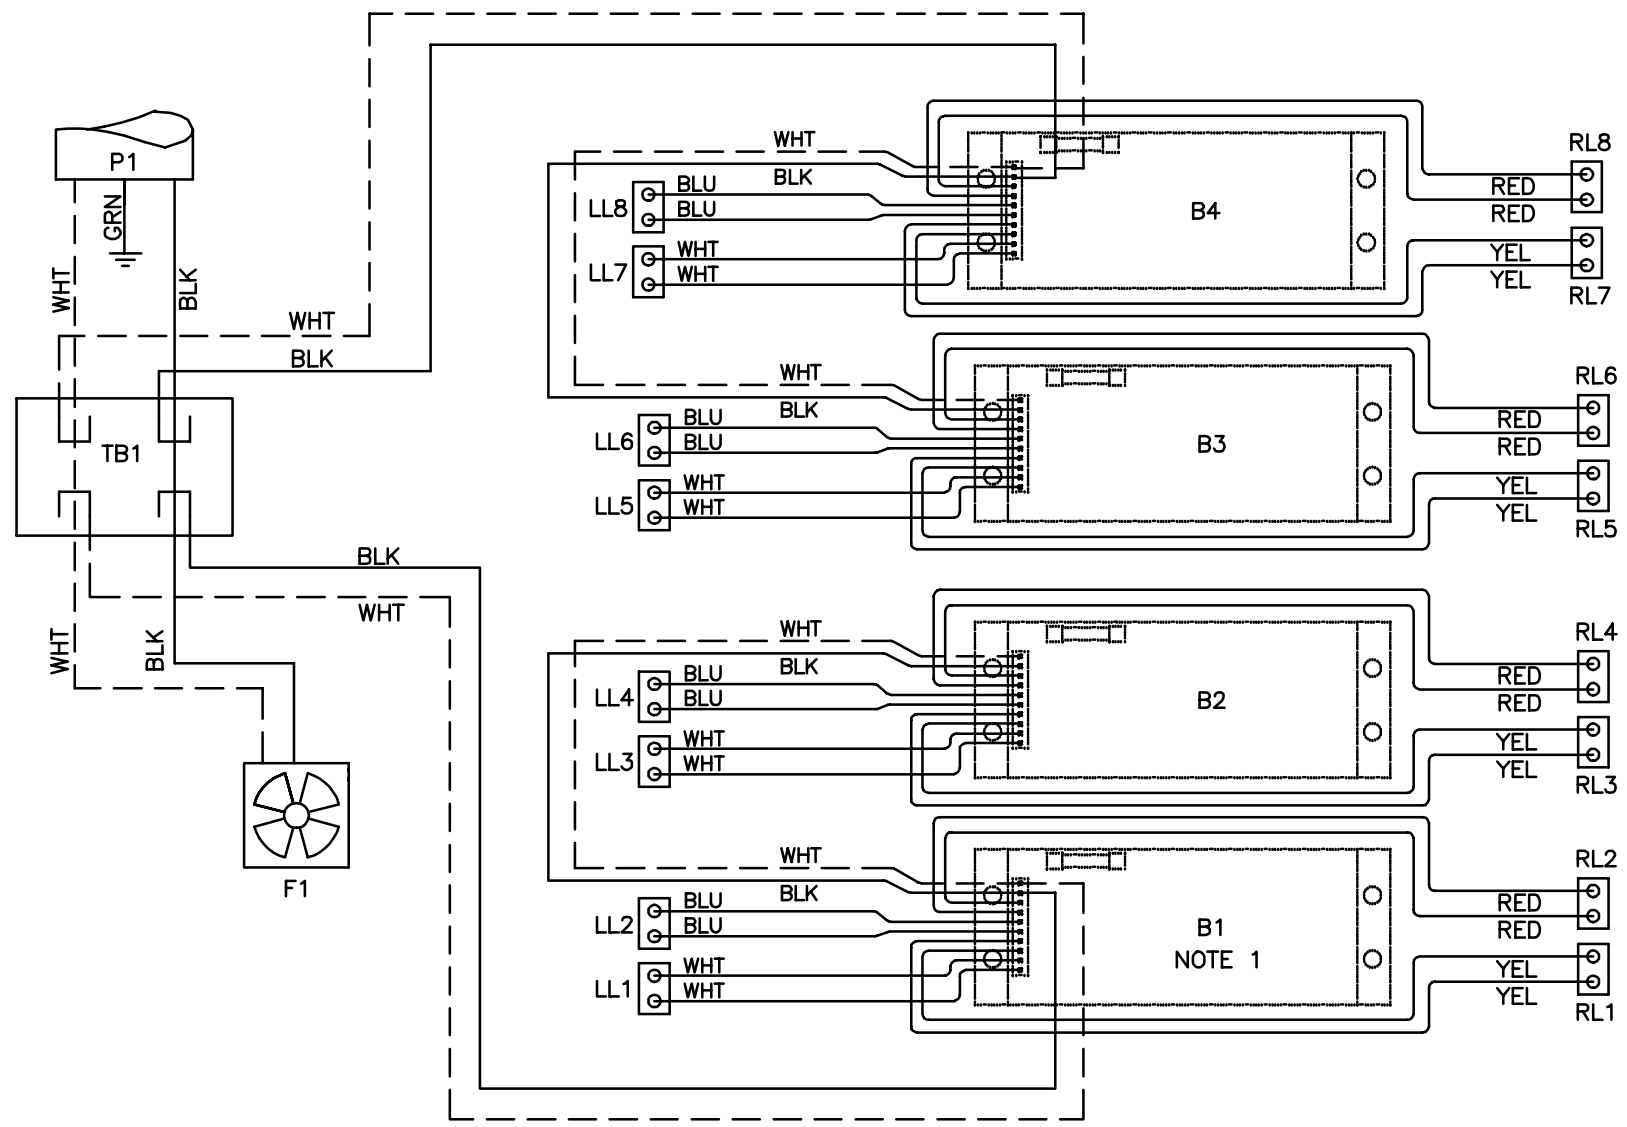 P1
GRN
WHT
BLK
WHT
BLK
TB1
BLK
WHT
WHT
BLK
F1
WHT
BLK
LL8
BLU
BLU
LL7
WHT
WHT
B4
RL8
RED
RED
YEL
YEL
RL7
WHT
BLK
LL6
BLU
BLU
LL5
WHT
WHT
B3
RL6
RED
RED
YEL
YEL
RL5
WHT
BLK
LL4
BLU
BLU
LL3
WHT
WHT
B2
RL4
RED
RED
YEL
YEL
RL3
WHT
BLK
LL2
BLU
BLU
LL1
WHT
WHT
B1
NOTE 1
RL2
RED
RED
YEL
YEL
RL1